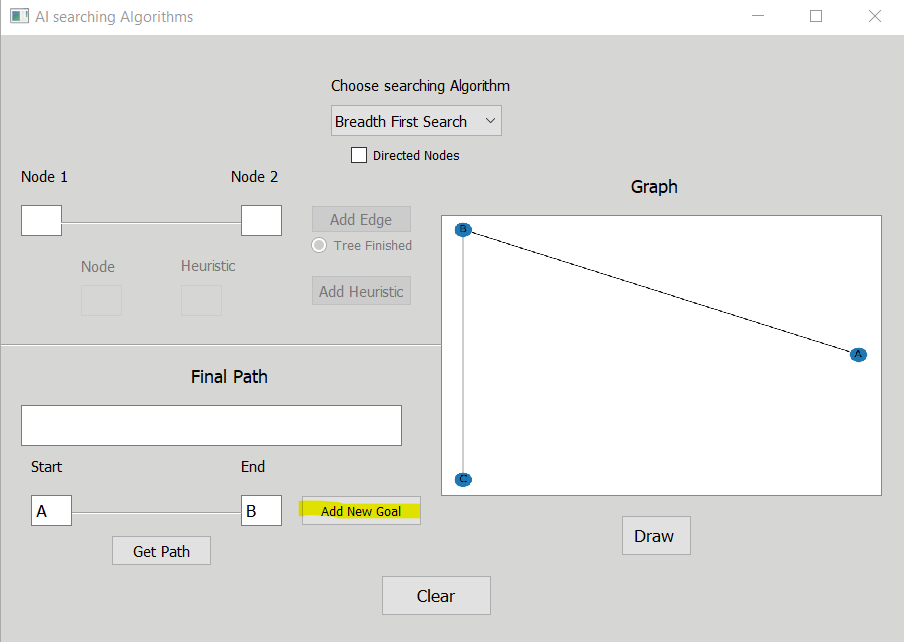 AI searching Algorithms
Choose searching Algorithm
Breadth First Search
Directed Nodes
Node 1
Node 2
Graph
Add Edge
Tree Finished
Node
Heuristic
Add Heuristic
B
A
C
Final Path
Start
End
A
B
Add New Goal
Get Path
Draw
Clear